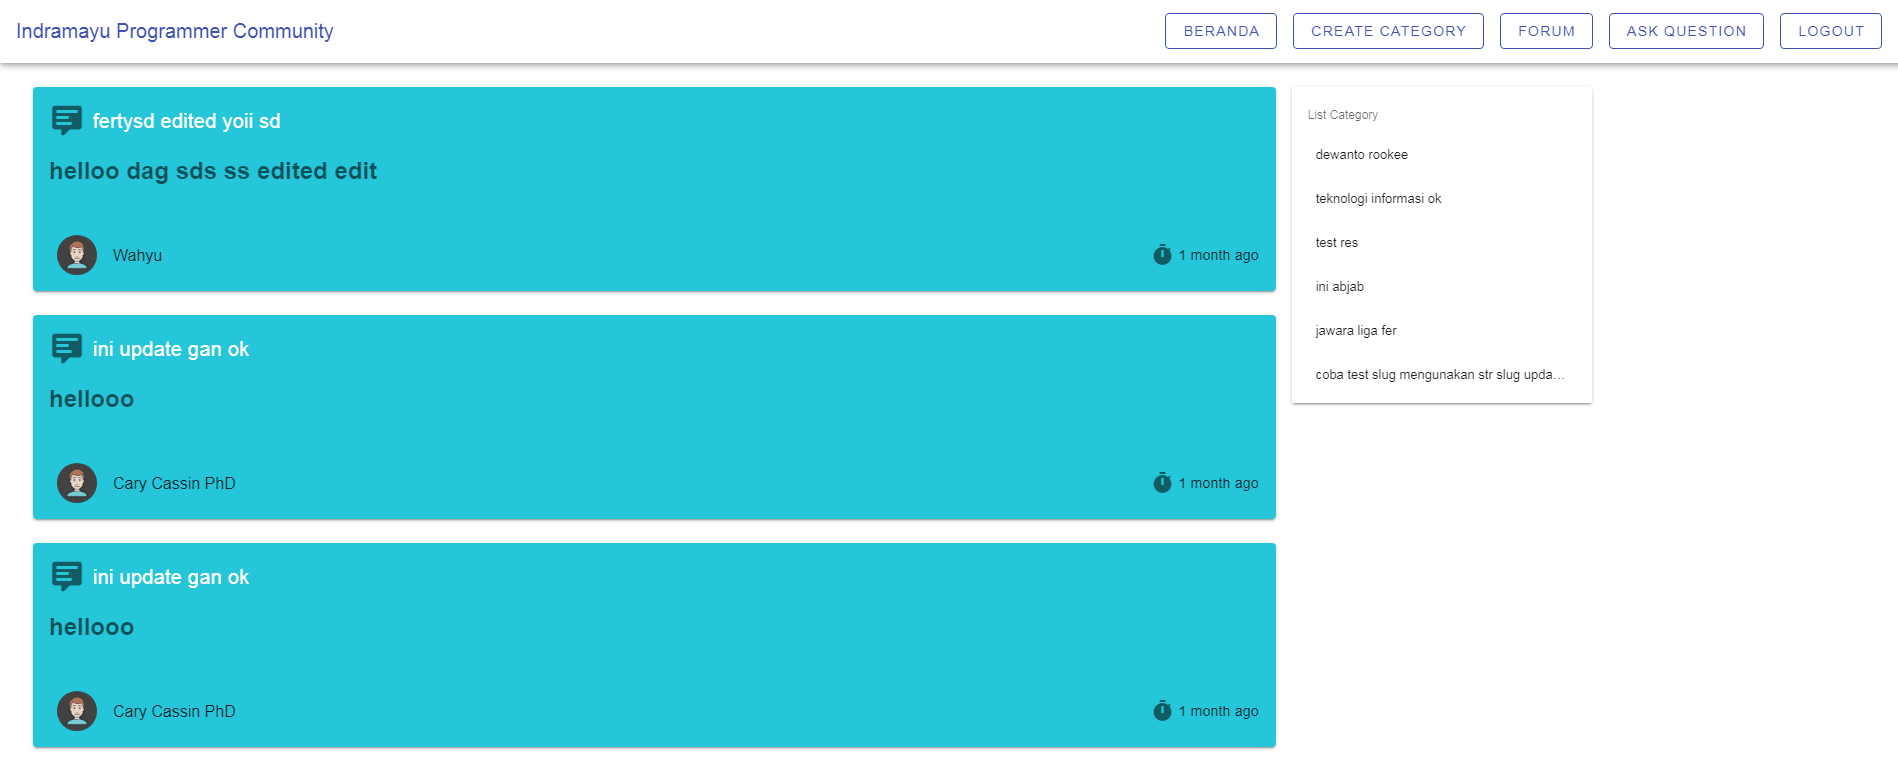 Indramayu Programmer Community
BERANDA
CREATE CATEGORY
FORUM
ASK QUESTION
LOGOUT
fertysd edited yoii sd
helloo dag sds ss edited edit
Wahyu
1 month ago
ini update gan ok
hellooo
Cary Cassin PhD
1 month ago
ini update gan ok
hellooo
Cary Cassin PhD
1 month ago
List Category
dewanto rookee
teknologi informasi ok
test res
ini abjab
jawara liga fer
coba test slug mengunakan str slug upda...